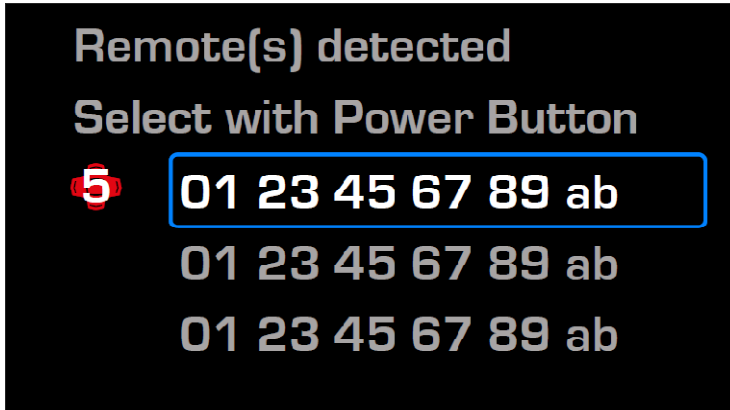 Remote(s) detected
Select with Power Button
5 01 23 45 67 89 ab
01 23 45 67 89 ab
01 23 45 67 89 ab